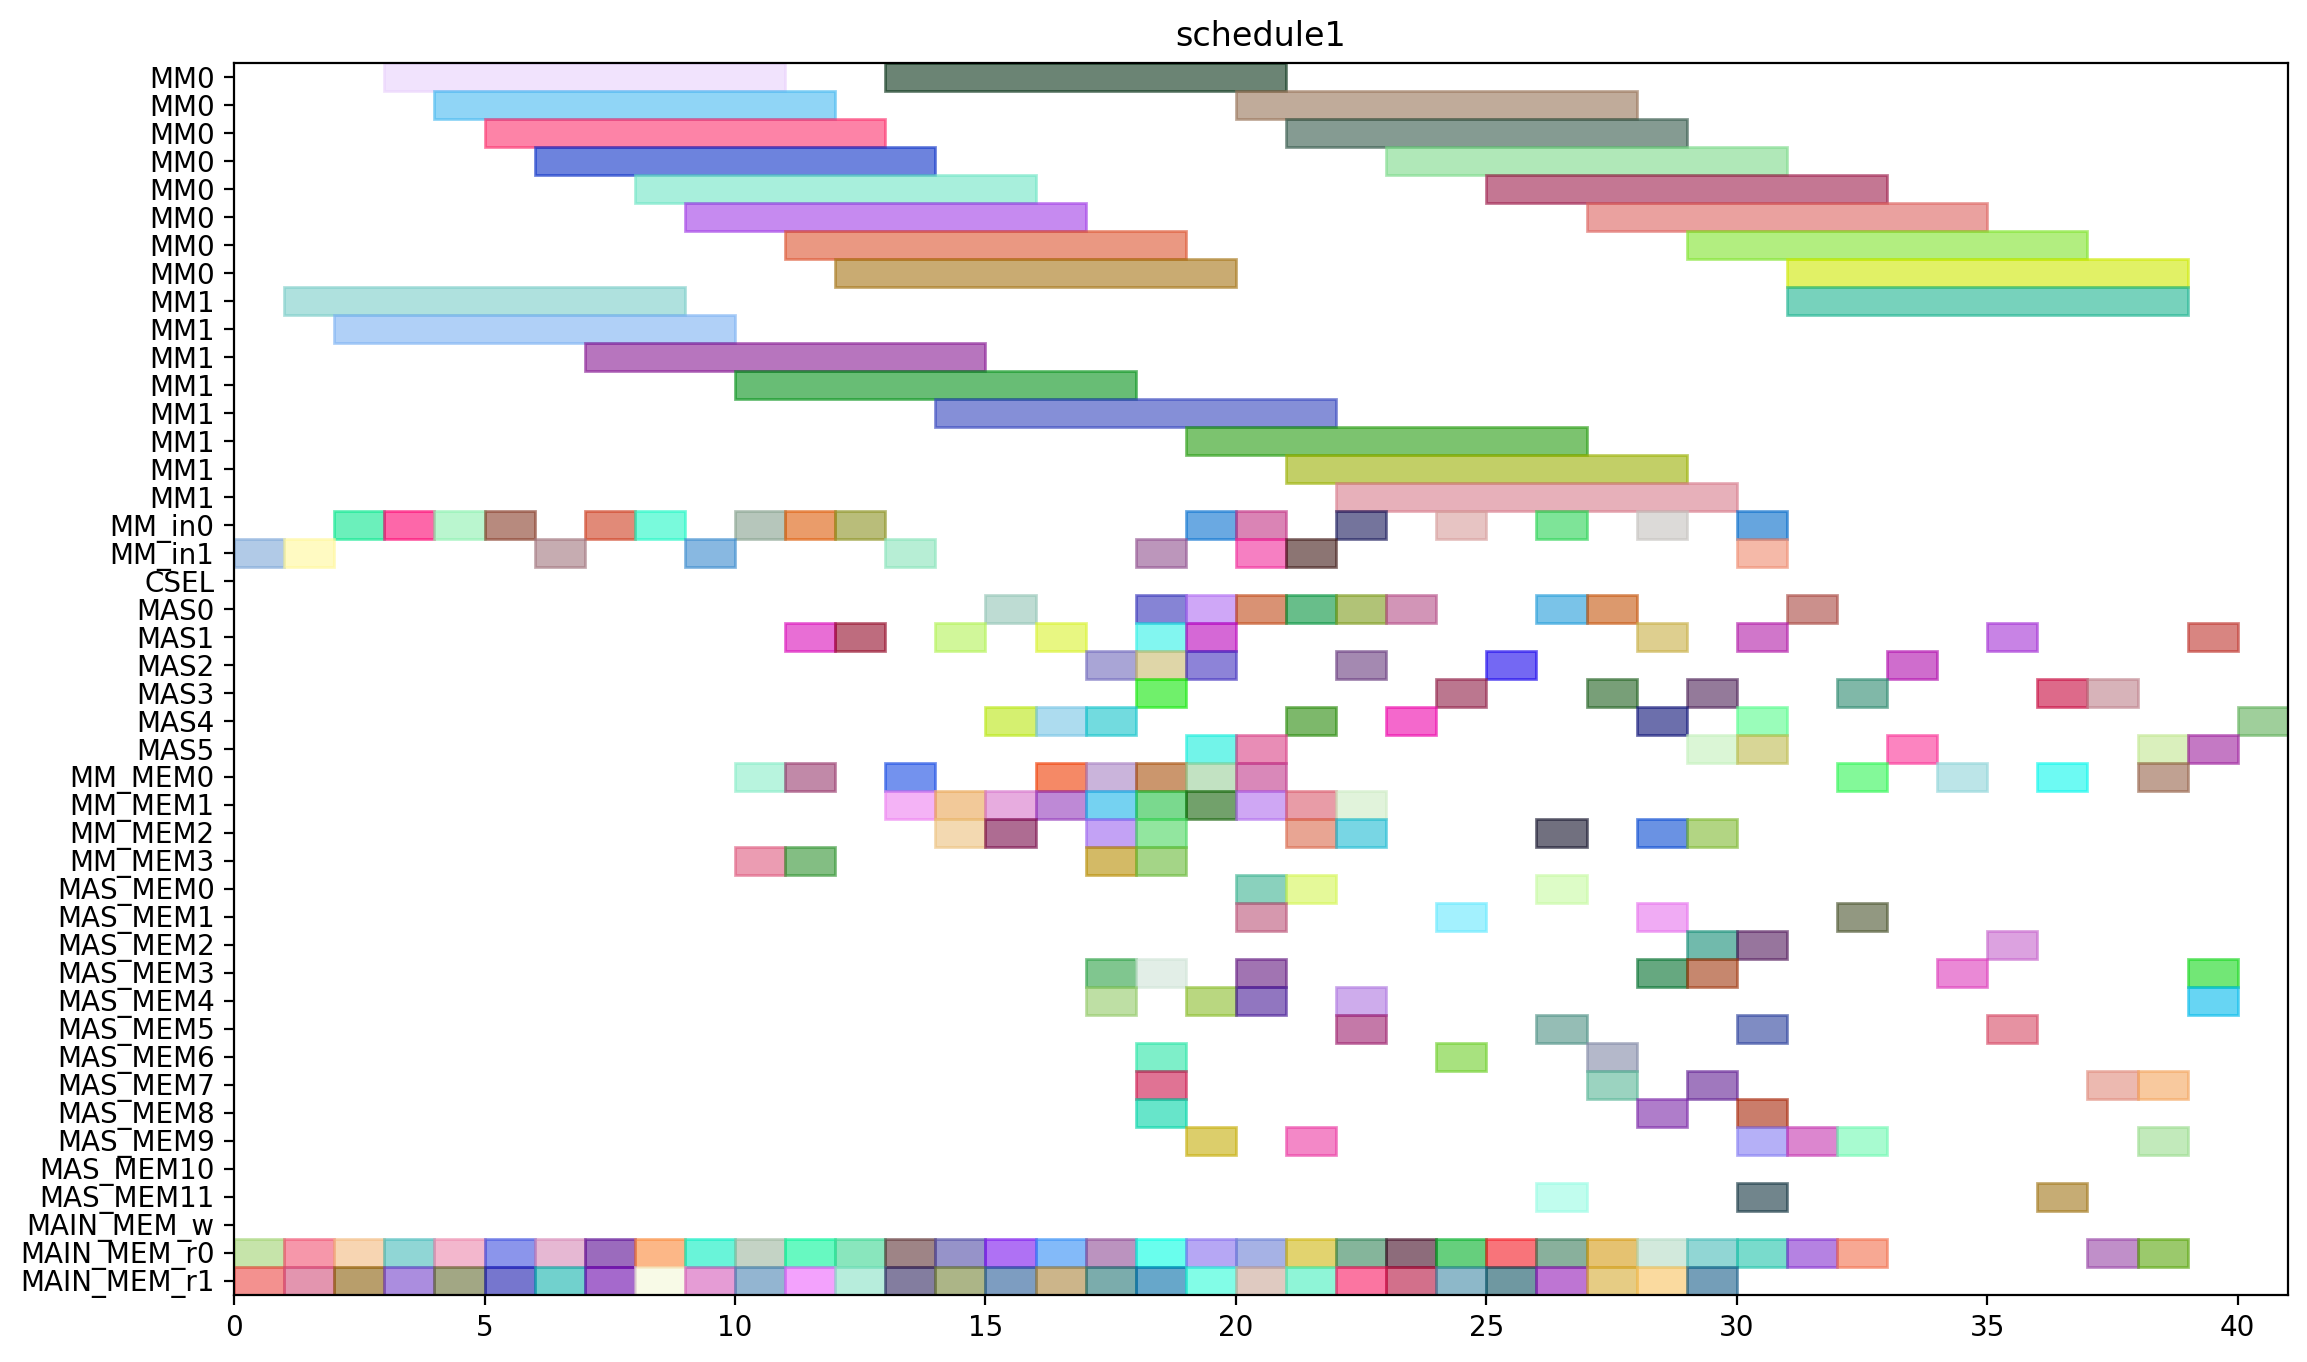 schedule1
MM0
MM0
MM0
MM0
MM0
MM0
MM0
MM0
MM1
MM1
MM1
MM1
MM1
MM1
MM1
MM1
MM_in0
MM_in1
CSEL
MAS0
MAS1
MAS2
MAS3
MAS4
MAS5
MM_MEM0
MM_MEM1
MM_MEM2
MM_MEM3
MAS_MEM0
MAS_MEM1
MAS_MEM2
MAS_MEM3
MAS_MEM4
MAS_MEM5
MAS_MEM6
MAS_MEM7
MAS_MEM8
MAS_MEM9
MAS_MEM10
MAS_MEM11
MAIN_MEM_w
MAIN_MEM_r0
MAIN_MEM_r1
0 5 10 15 20 25 30 35 40